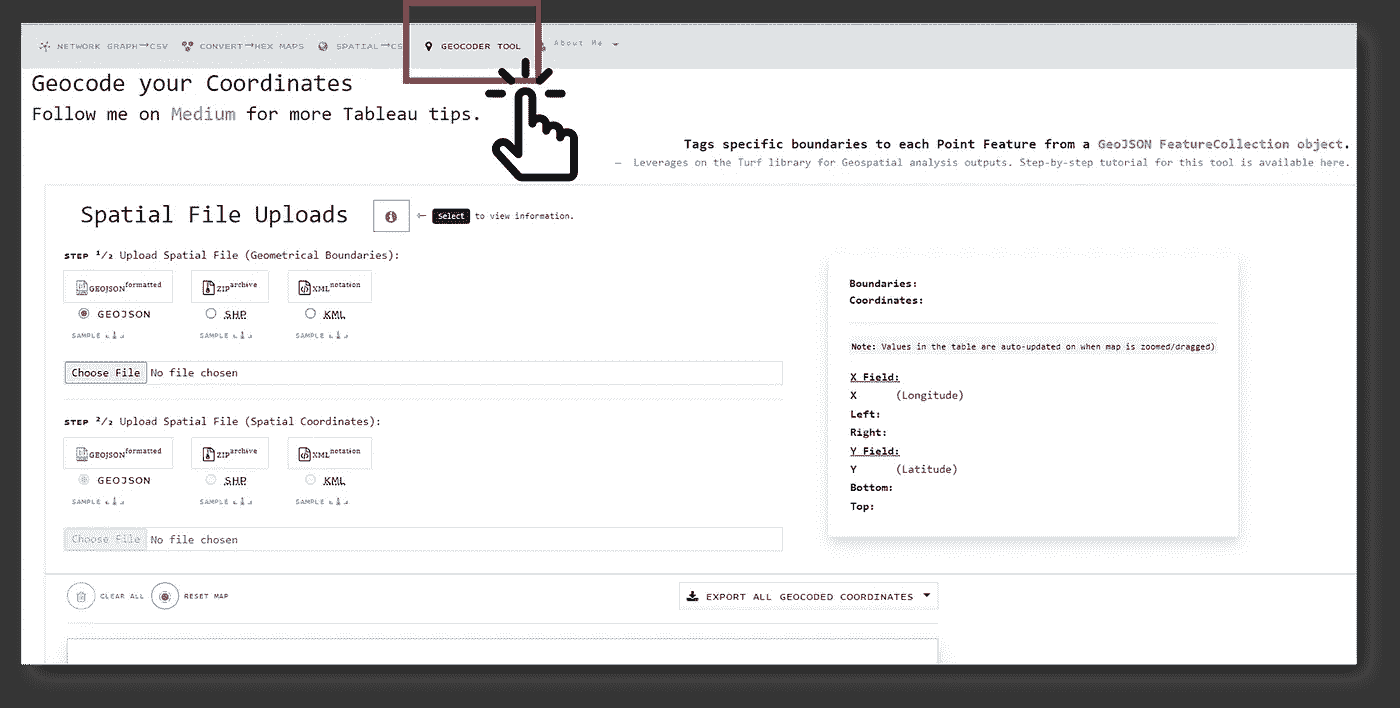 NETWORK GRAPH→CSV CONVERT→HEX MAPS SPATIAL→CS GEOCODER TOOL About Me
Geocode your Coordinates
Follow me on Medium for more Tableau tips.
Tags specific boundaries to each Point Feature from a GeoJSON FeatureCollection object.
— Leverages on the Turf library for Geospatial analysis outputs. Step-by-step tutorial for this tool is available here.
Spatial File Uploads ← Select to view information.
STEP 1/2 Upload Spatial File (Geometrical Boundaries):
GEOJSON formatted ZIP archive XML notation
GEOJSON SHP KML
SAMPLE SAMPLE SAMPLE
Choose File No file chosen
STEP 2/2 Upload Spatial File (Spatial Coordinates):
GEOJSON formatted ZIP archive XML notation
GEOJSON SHP KML
SAMPLE SAMPLE SAMPLE
Choose File No file chosen
Boundaries:
Coordinates:
Note: Values in the table are auto-updated on when map is zoomed/dragged)
X Field:
X (Longitude)
Left:
Right:
Y Field:
Y (Latitude)
Bottom:
Top:
CLEAR ALL RESET MAP EXPORT ALL GEOCODED COORDINATES